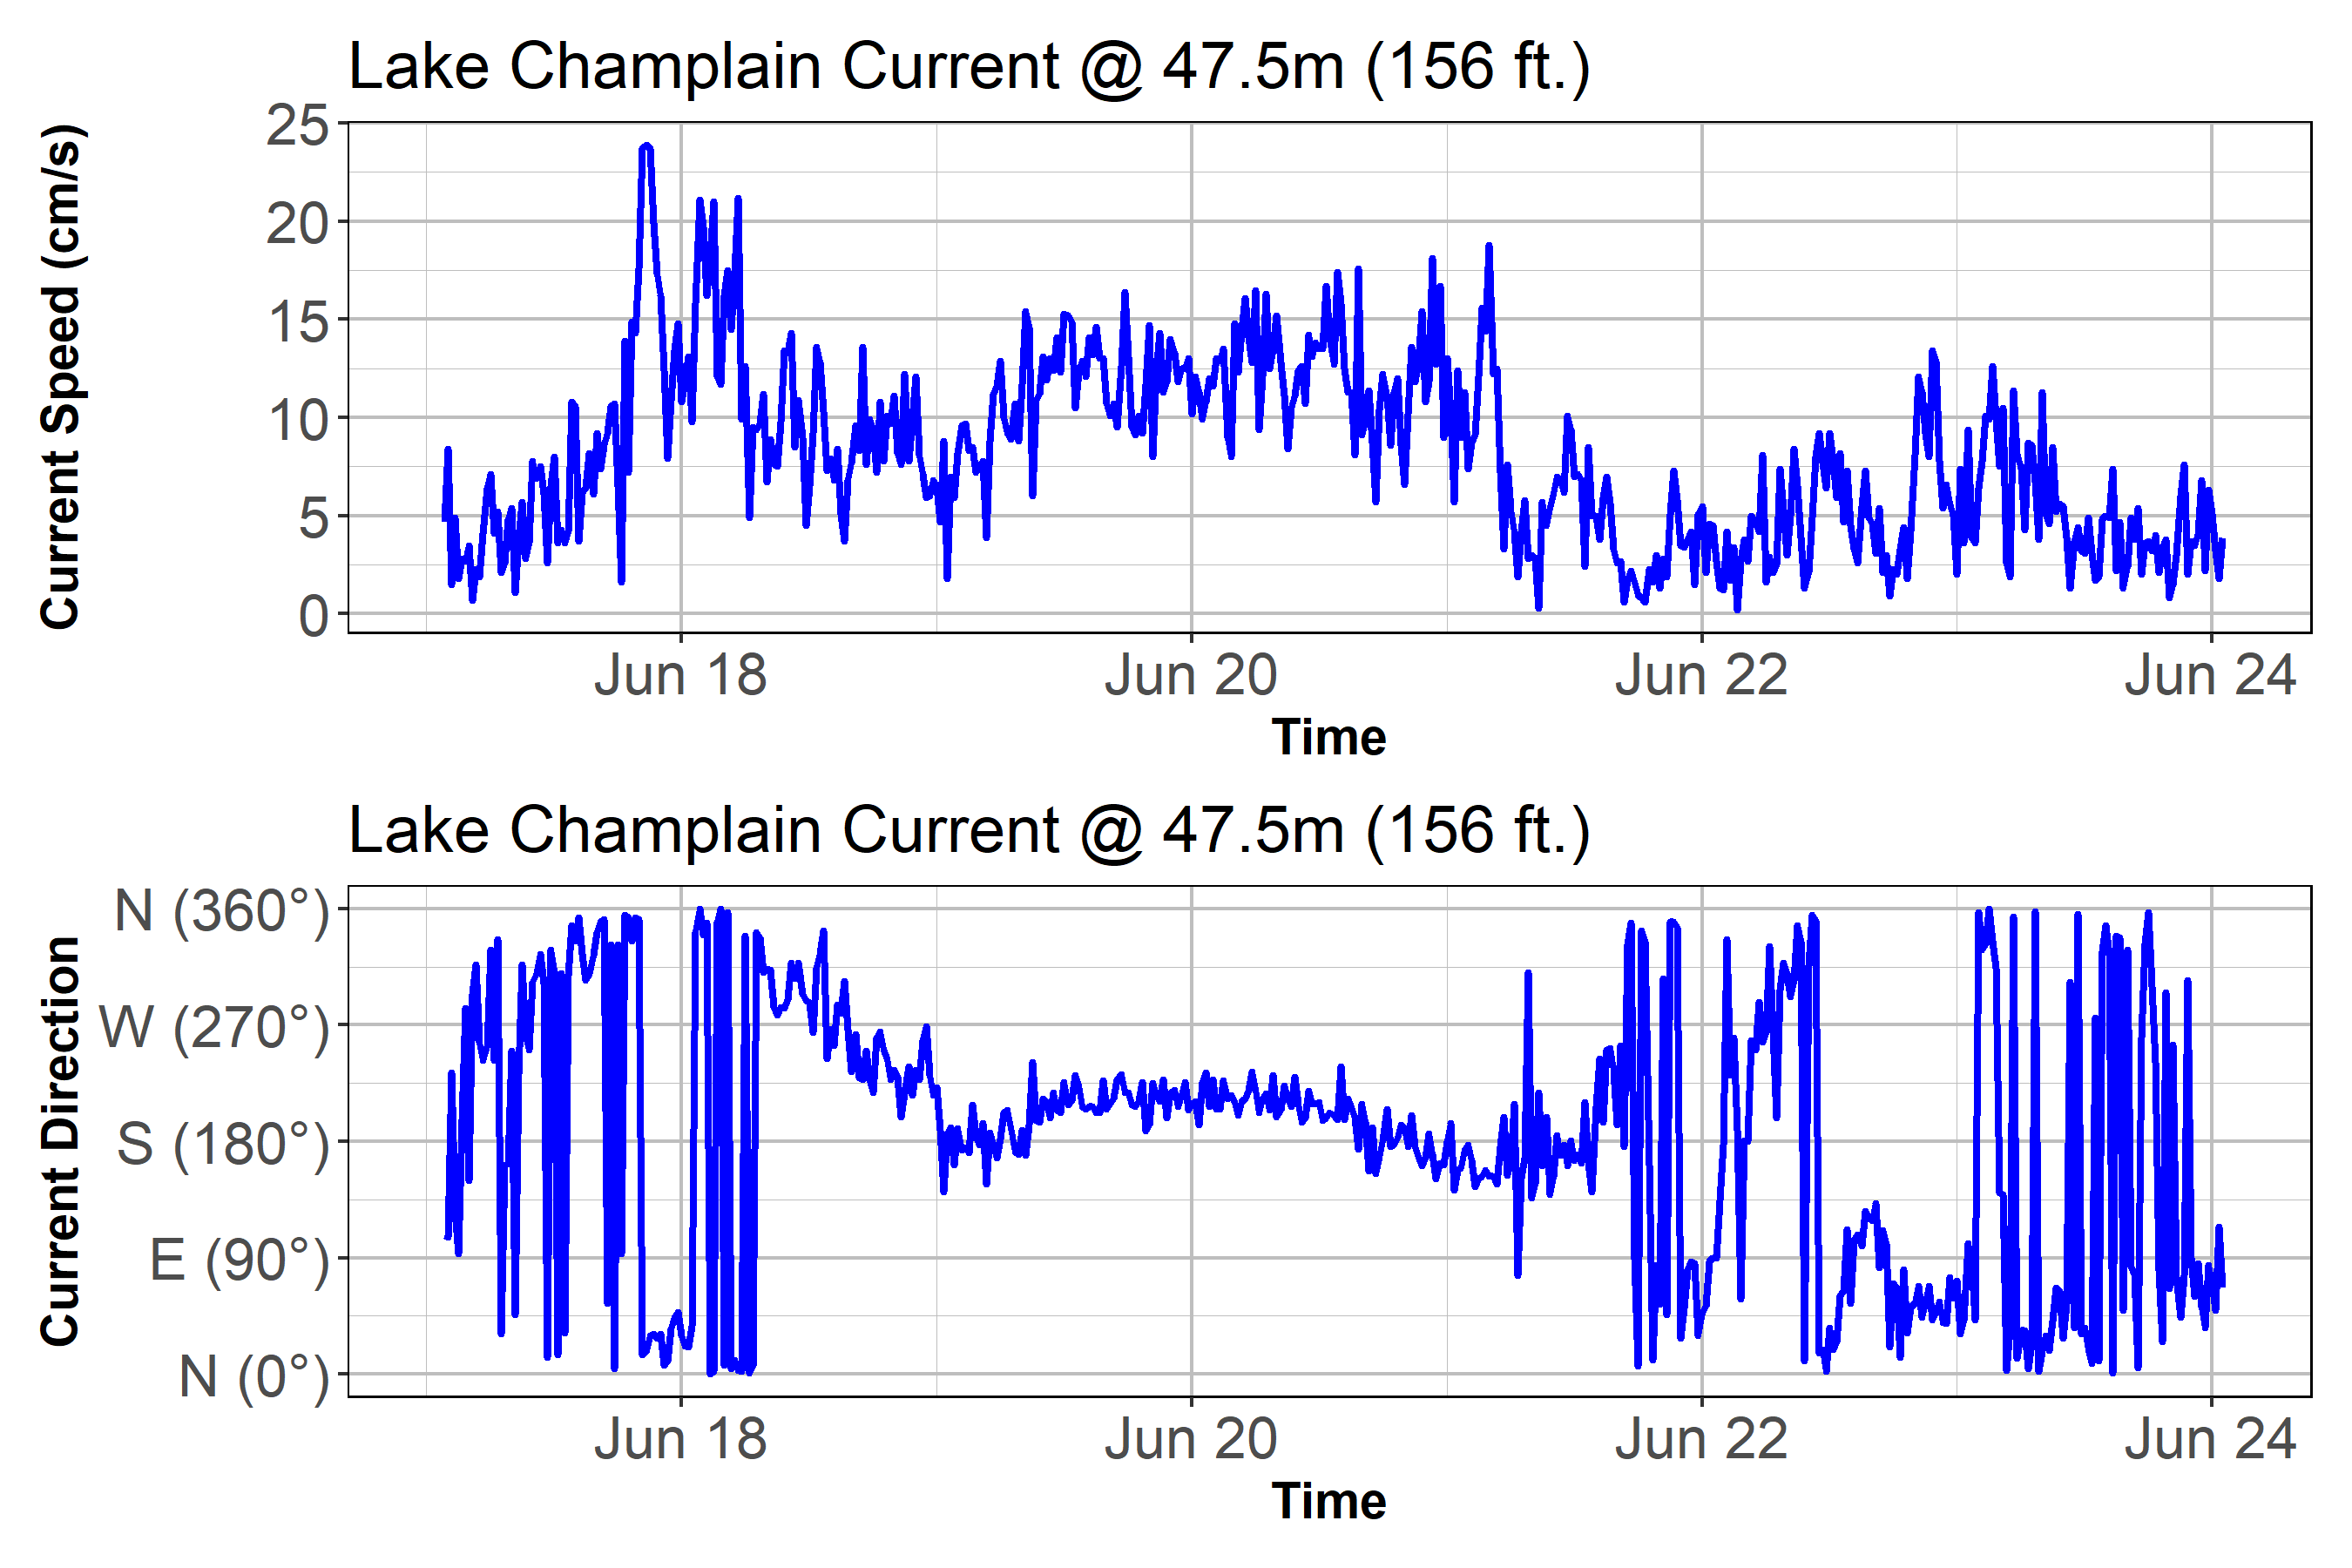 Lake Champlain Current @ 47.5m (156 ft.)
Current Speed (cm/s)
25
20
15
10
5
0
Jun 18 Jun 20 Jun 22 Jun 24
Time
Lake Champlain Current @ 47.5m (156 ft.)
Current Direction
N (360°)
W (270°)
S (180°)
E (90°)
N (0°)
Jun 18 Jun 20 Jun 22 Jun 24
Time